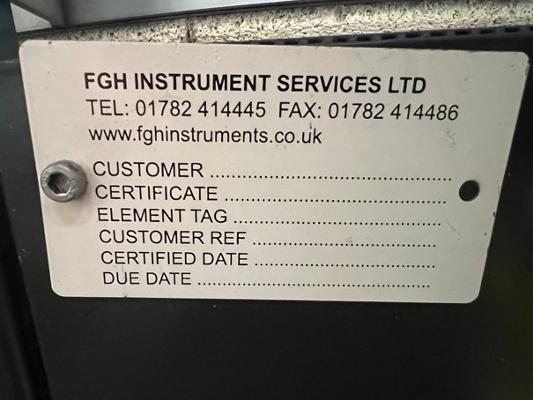 FGH INSTRUMENT SERVICES LTD
TEL: 01782 414445 FAX: 01782 414486
www.fghinstruments.co.uk
CUSTOMER ........................................
CERTIFICATE .....................................
ELEMENT TAG ...................................
CUSTOMER REF ...............................
CERTIFIED DATE ..............................
DUE DATE .......................................